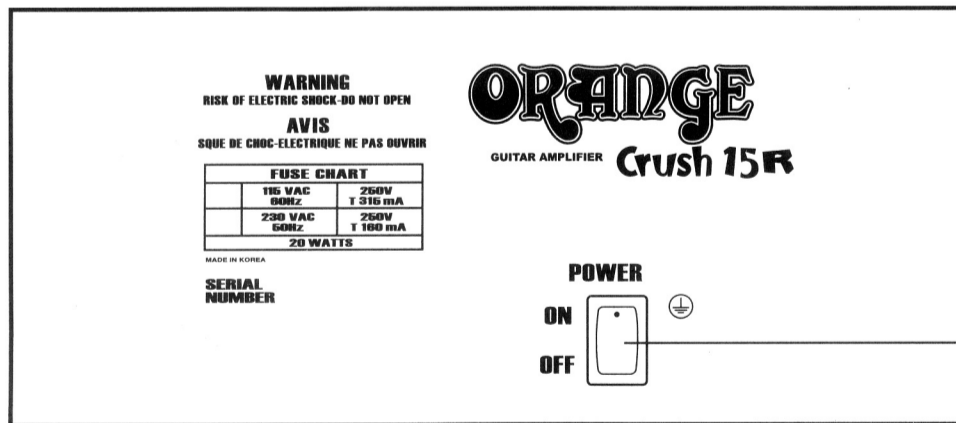 WARNING
RISK OF ELECTRIC SHOCK-DO NOT OPEN
AVIS
SQUE DE CHOC-ELECTRIQUE NE PAS OUVRIR
FUSE CHART
115 VAC 60Hz
250V T 315 mA
230 VAC 50Hz
250V T 160 mA
20 WATTS
MADE IN KOREA
SERIAL
NUMBER
ORANGE
GUITAR AMPLIFIER Crush 15R
POWER
ON
OFF